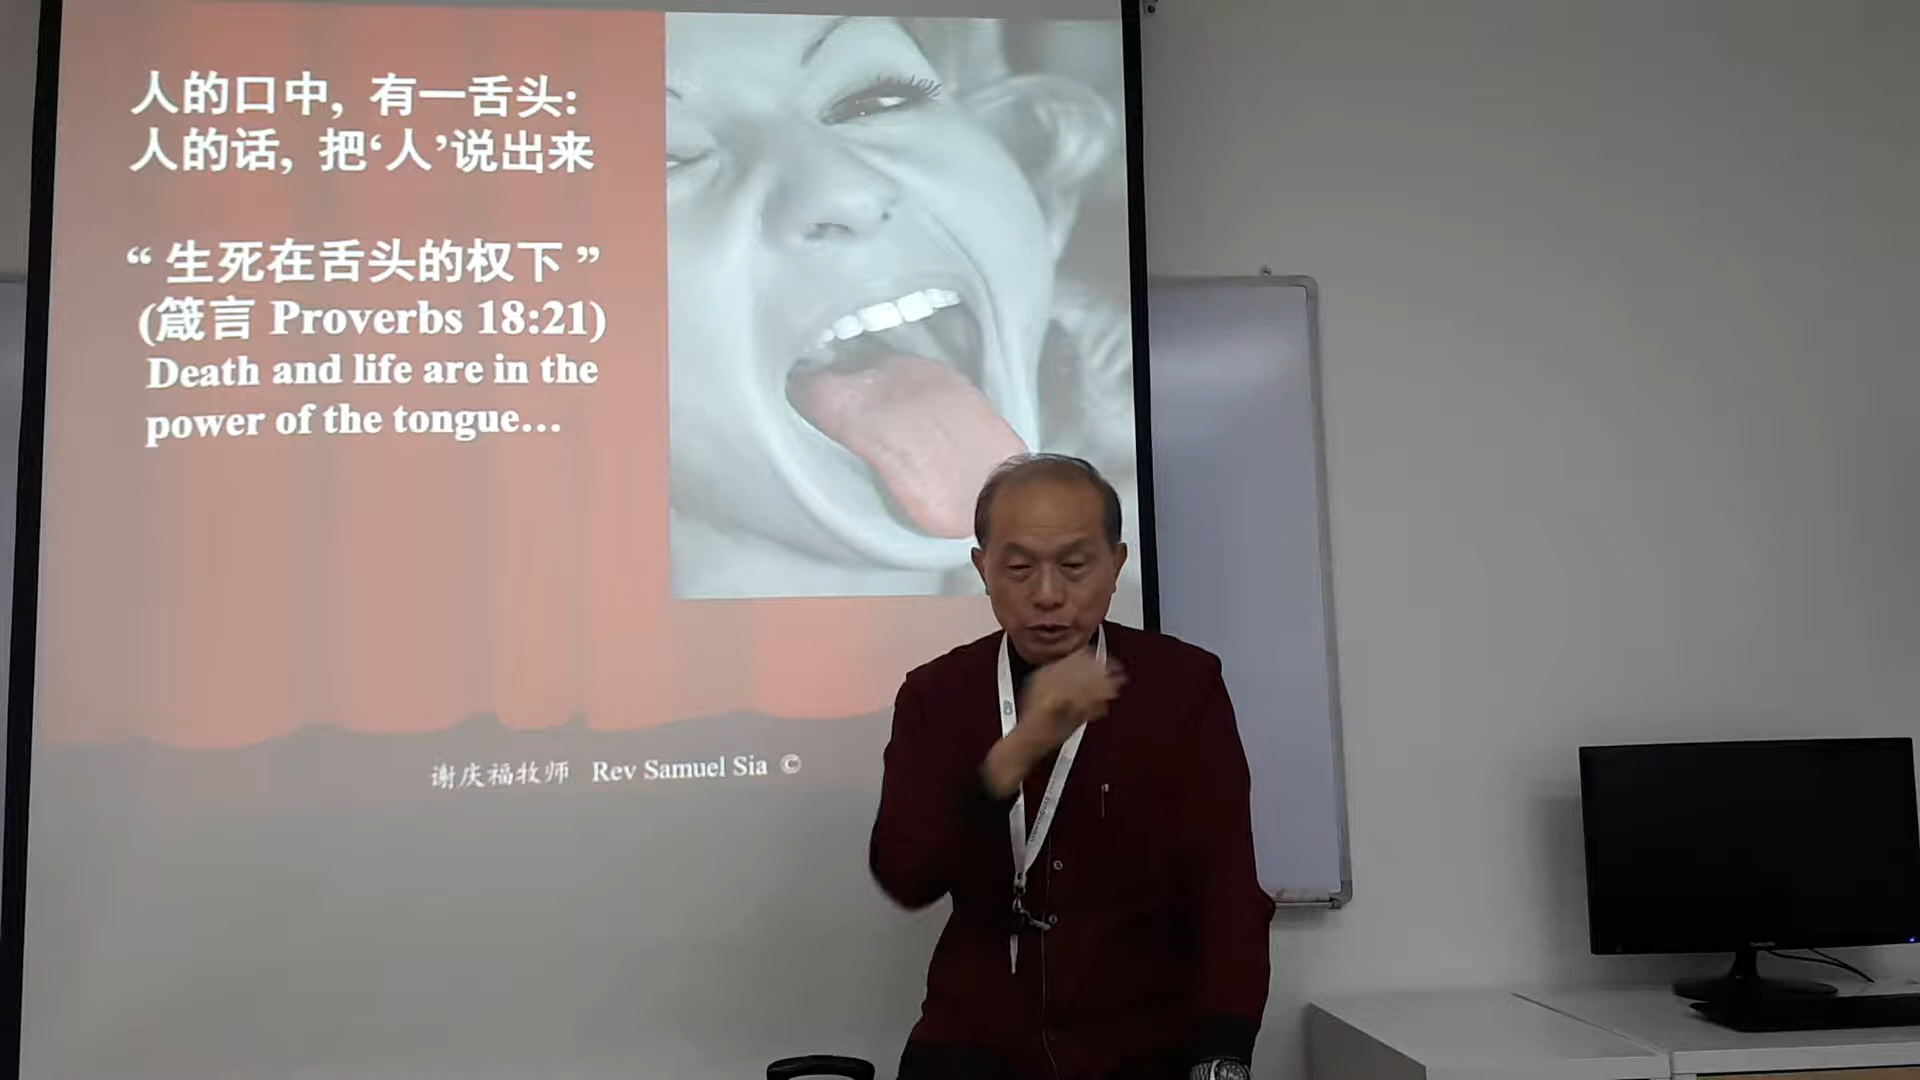 人的口中, 有一舌头:
人的话, 把‘人’说出来
“ 生死在舌头的权下 ”
(箴言 Proverbs 18:21)
Death and life are in the
power of the tongue...
谢庆福牧师 Rev Samuel Sia ©